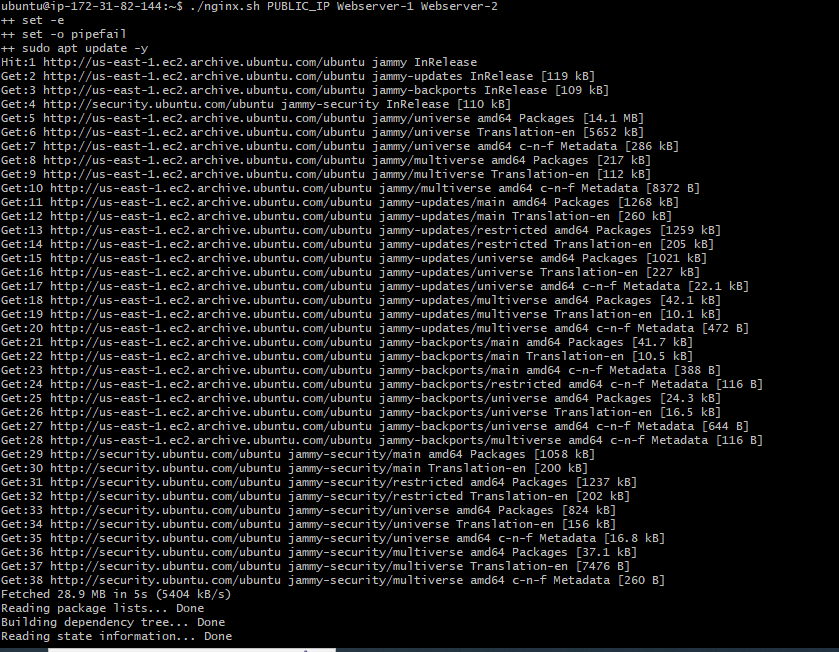 ubuntu@ip-172-31-82-144:~$ ./nginx.sh PUBLIC_IP Webserver-1 Webserver-2
++ set -e
++ set -o pipefail
++ sudo apt update -y
Hit:1 http://us-east-1.ec2.archive.ubuntu.com/ubuntu jammy InRelease
Get:2 http://us-east-1.ec2.archive.ubuntu.com/ubuntu jammy-updates InRelease [119 kB]
Get:3 http://us-east-1.ec2.archive.ubuntu.com/ubuntu jammy-backports InRelease [109 kB]
Get:4 http://security.ubuntu.com/ubuntu jammy-security InRelease [110 kB]
Get:5 http://us-east-1.ec2.archive.ubuntu.com/ubuntu jammy/universe amd64 Packages [14.1 MB]
Get:6 http://us-east-1.ec2.archive.ubuntu.com/ubuntu jammy/universe Translation-en [5652 kB]
Get:7 http://us-east-1.ec2.archive.ubuntu.com/ubuntu jammy/universe amd64 c-n-f Metadata [286 kB]
Get:8 http://us-east-1.ec2.archive.ubuntu.com/ubuntu jammy/multiverse amd64 Packages [217 kB]
Get:9 http://us-east-1.ec2.archive.ubuntu.com/ubuntu jammy/multiverse Translation-en [112 kB]
Get:10 http://us-east-1.ec2.archive.ubuntu.com/ubuntu jammy/multiverse amd64 c-n-f Metadata [8372 B]
Get:11 http://us-east-1.ec2.archive.ubuntu.com/ubuntu jammy-updates/main amd64 Packages [1268 kB]
Get:12 http://us-east-1.ec2.archive.ubuntu.com/ubuntu jammy-updates/main Translation-en [260 kB]
Get:13 http://us-east-1.ec2.archive.ubuntu.com/ubuntu jammy-updates/restricted amd64 Packages [1259 kB]
Get:14 http://us-east-1.ec2.archive.ubuntu.com/ubuntu jammy-updates/restricted Translation-en [205 kB]
Get:15 http://us-east-1.ec2.archive.ubuntu.com/ubuntu jammy-updates/universe amd64 Packages [1021 kB]
Get:16 http://us-east-1.ec2.archive.ubuntu.com/ubuntu jammy-updates/universe Translation-en [227 kB]
Get:17 http://us-east-1.ec2.archive.ubuntu.com/ubuntu jammy-updates/universe amd64 c-n-f Metadata [22.1 kB]
Get:18 http://us-east-1.ec2.archive.ubuntu.com/ubuntu jammy-updates/multiverse amd64 Packages [42.1 kB]
Get:19 http://us-east-1.ec2.archive.ubuntu.com/ubuntu jammy-updates/multiverse Translation-en [10.1 kB]
Get:20 http://us-east-1.ec2.archive.ubuntu.com/ubuntu jammy-updates/multiverse amd64 c-n-f Metadata [472 B]
Get:21 http://us-east-1.ec2.archive.ubuntu.com/ubuntu jammy-backports/main amd64 Packages [41.7 kB]
Get:22 http://us-east-1.ec2.archive.ubuntu.com/ubuntu jammy-backports/main Translation-en [10.5 kB]
Get:23 http://us-east-1.ec2.archive.ubuntu.com/ubuntu jammy-backports/main amd64 c-n-f Metadata [388 B]
Get:24 http://us-east-1.ec2.archive.ubuntu.com/ubuntu jammy-backports/restricted amd64 c-n-f Metadata [116 B]
Get:25 http://us-east-1.ec2.archive.ubuntu.com/ubuntu jammy-backports/universe amd64 Packages [24.3 kB]
Get:26 http://us-east-1.ec2.archive.ubuntu.com/ubuntu jammy-backports/universe Translation-en [16.5 kB]
Get:27 http://us-east-1.ec2.archive.ubuntu.com/ubuntu jammy-backports/universe amd64 c-n-f Metadata [644 B]
Get:28 http://us-east-1.ec2.archive.ubuntu.com/ubuntu jammy-backports/multiverse amd64 c-n-f Metadata [116 B]
Get:29 http://security.ubuntu.com/ubuntu jammy-security/main amd64 Packages [1058 kB]
Get:30 http://security.ubuntu.com/ubuntu jammy-security/main Translation-en [200 kB]
Get:31 http://security.ubuntu.com/ubuntu jammy-security/restricted amd64 Packages [1237 kB]
Get:32 http://security.ubuntu.com/ubuntu jammy-security/restricted Translation-en [202 kB]
Get:33 http://security.ubuntu.com/ubuntu jammy-security/universe amd64 Packages [824 kB]
Get:34 http://security.ubuntu.com/ubuntu jammy-security/universe Translation-en [156 kB]
Get:35 http://security.ubuntu.com/ubuntu jammy-security/universe amd64 c-n-f Metadata [16.8 kB]
Get:36 http://security.ubuntu.com/ubuntu jammy-security/multiverse amd64 Packages [37.1 kB]
Get:37 http://security.ubuntu.com/ubuntu jammy-security/multiverse Translation-en [7476 B]
Get:38 http://security.ubuntu.com/ubuntu jammy-security/multiverse amd64 c-n-f Metadata [260 B]
Fetched 28.9 MB in 5s (5404 kB/s)
Reading package lists... Done
Building dependency tree... Done
Reading state information... Done